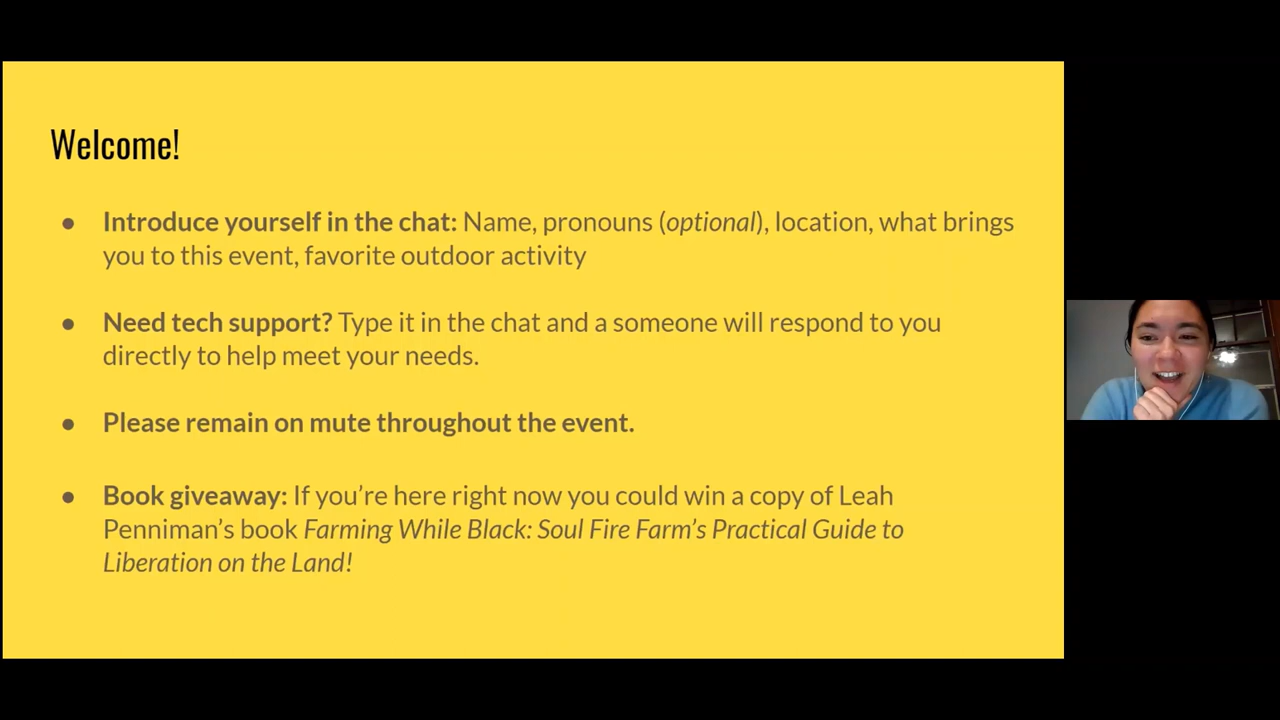 Welcome!
● Introduce yourself in the chat: Name, pronouns (optional), location, what brings
you to this event, favorite outdoor activity
● Need tech support? Type it in the chat and a someone will respond to you
directly to help meet your needs.
● Please remain on mute throughout the event.
● Book giveaway: If you’re here right now you could win a copy of Leah
Penniman’s book Farming While Black: Soul Fire Farm’s Practical Guide to
Liberation on the Land!